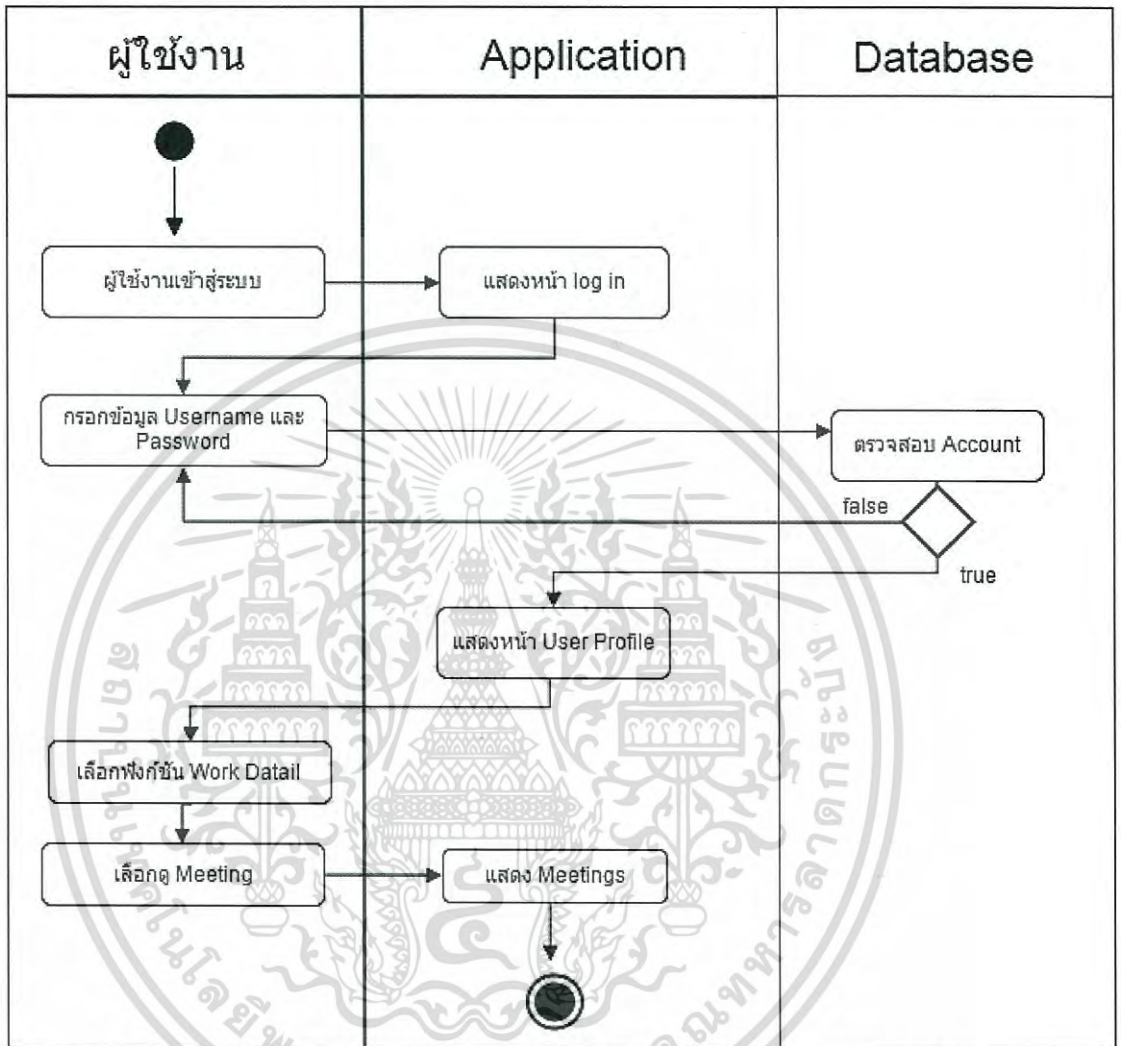 ผู้ใช้งาน
Application
Database
ผู้ใช้งานเข้าสู่ระบบ
แสดงหน้า log in
กรอกข้อมูล Username และ
Password
ตรวจสอบ Account
false
true
แสดงหน้า User Profile
เลือกฟังก์ชัน Work Datail
เลือกดู Meeting
แสดง Meetings